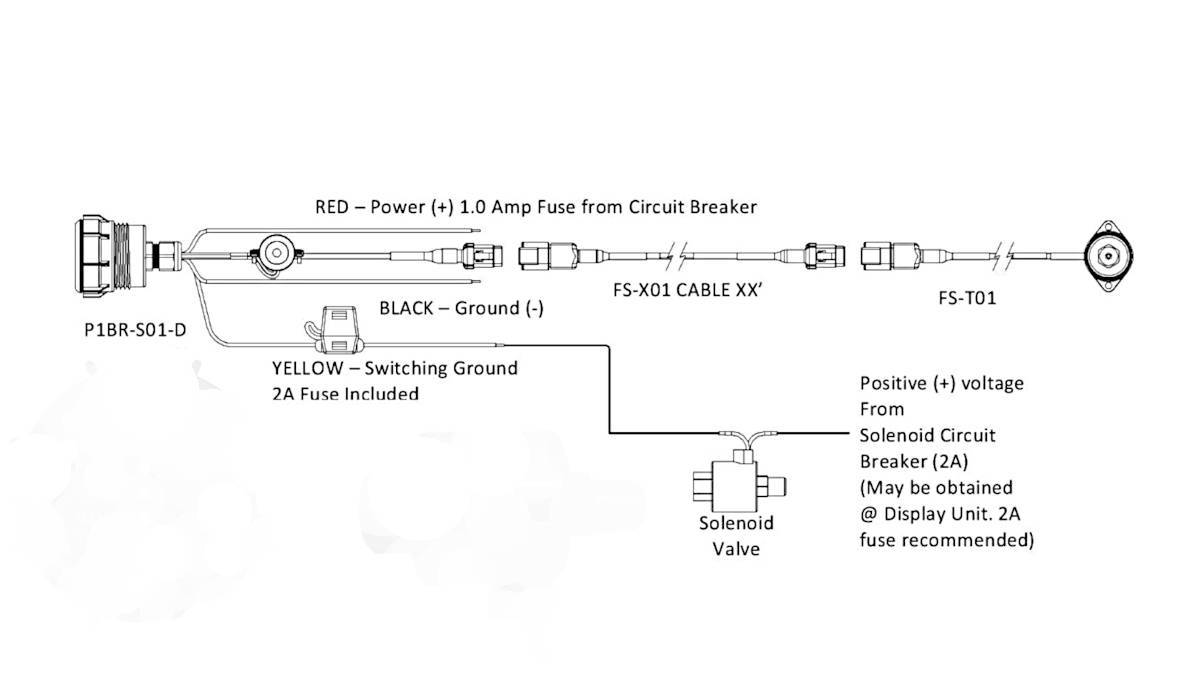 RED – Power (+) 1.0 Amp Fuse from Circuit Breaker
FS-X01 CABLE XX’
FS-T01
BLACK – Ground (-)
P1BR-S01-D
YELLOW – Switching Ground
2A Fuse Included
Positive (+) voltage
From
Solenoid Circuit
Breaker (2A)
(May be obtained
@ Display Unit. 2A
fuse recommended)
Solenoid
Valve